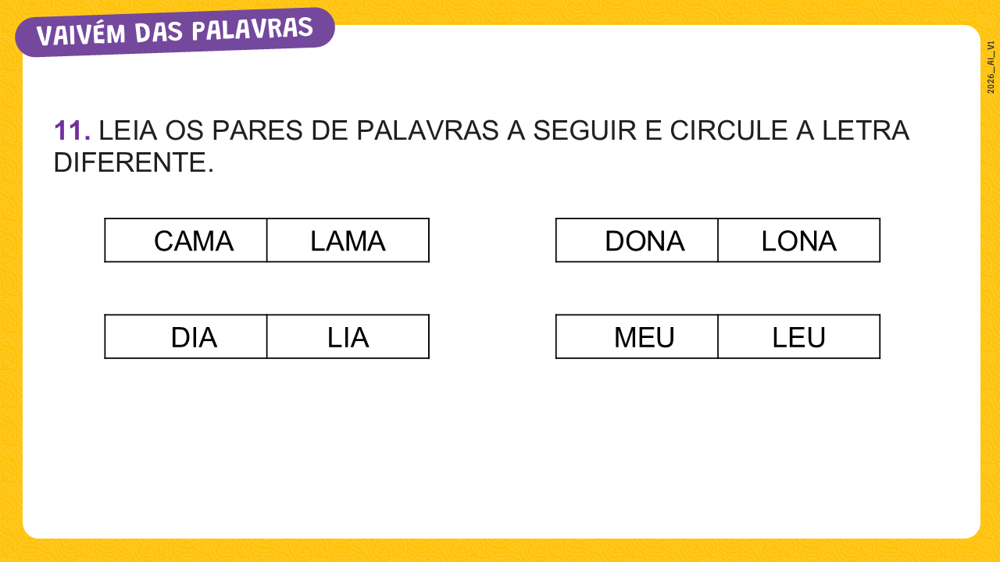 VAIVÉM DAS PALAVRAS
2026_AI_V1
11. LEIA OS PARES DE PALAVRAS A SEGUIR E CIRCULE A LETRA
DIFERENTE.
CAMA LAMA DONA LONA
DIA LIA MEU LEU